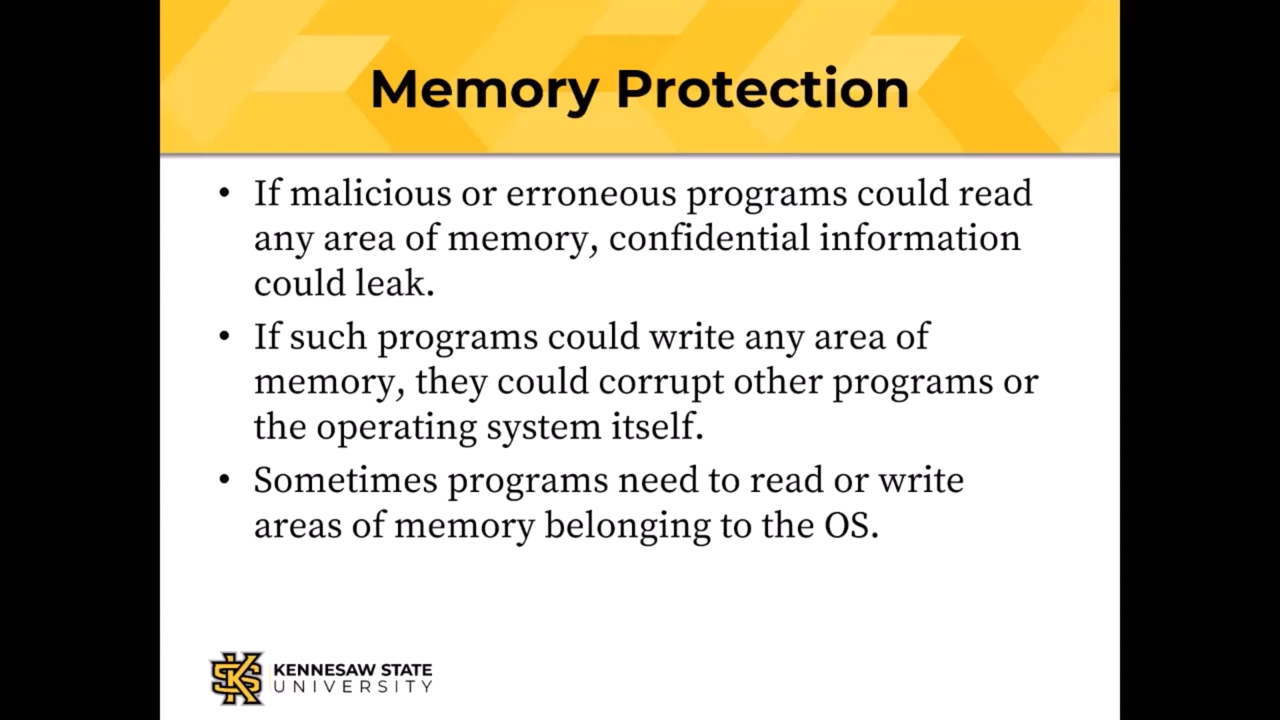 Memory Protection
• If malicious or erroneous programs could read
any area of memory, confidential information
could leak.
• If such programs could write any area of
memory, they could corrupt other programs or
the operating system itself.
• Sometimes programs need to read or write
areas of memory belonging to the OS.
KENNESAW STATE
UNIVERSITY